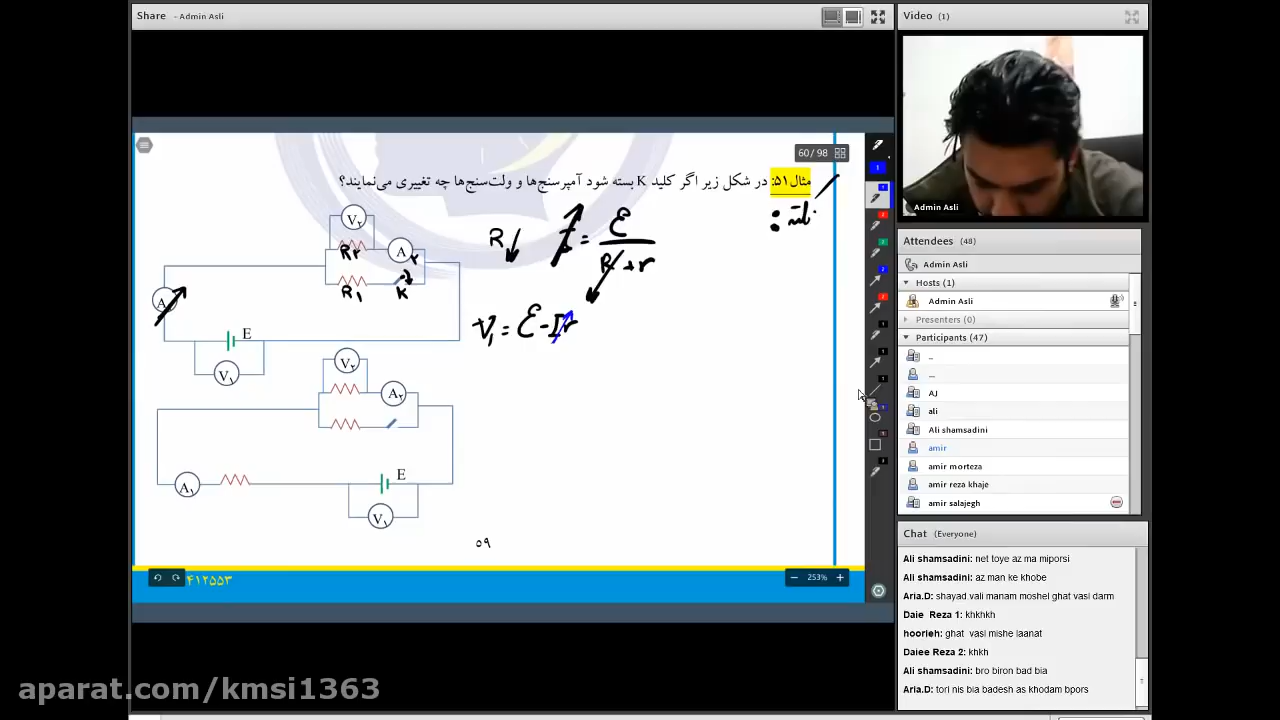 Share - Admin Asli
60 / 98
مثال۵۱: در شکل زیر اگر کلید K بسته شود آمپرسنج‌ها و ولت‌سنج‌ها چه تغییری می‌نمایند؟
V۲
R۲
A۲
R۱
K
A
E
V۱
R
= ε
R + r
V۱ = ε - Ir
V۲
A۲
A۱
E
V۱
۵۹
۴۱۲۵۵۳
253%
Video (1)
Admin Asli
Attendees (48)
Admin Asli
Hosts (1)
Admin Asli
Presenters (0)
Participants (47)
..
...
AJ
ali
Ali shamsadini
amir
amir morteza
amir reza khaje
amir salajegh
Chat (Everyone)
Ali shamsadini: net toye az ma miporsi
Ali shamsadini: az man ke khobe
Aria.D: shayad.vali manam moshel ghat vasi darm
Daie Reza 1: khkhkh
hoorieh: ghat vasi mishe laanat
Daiee Reza 2: khkh
Ali shamsadini: bro biron bad bia
Aria.D: tori nis bia badesh as khodam bpors
aparat.com/kmsi1363